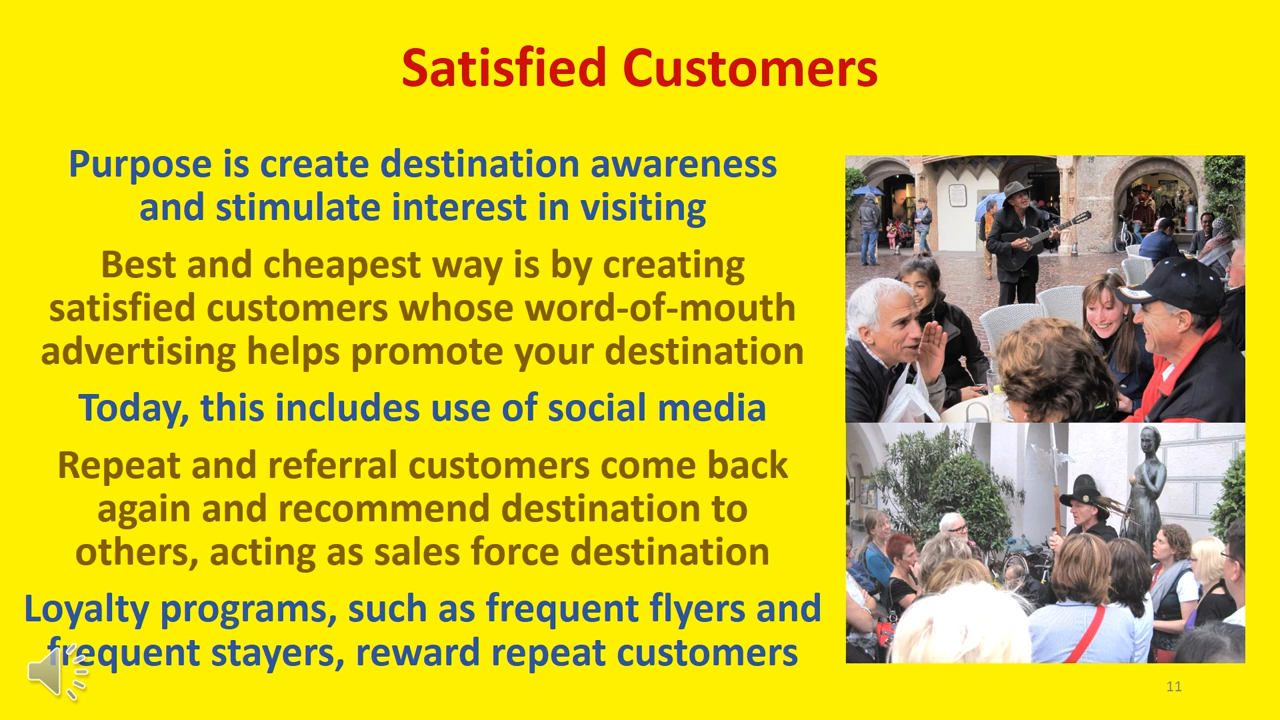 Satisfied Customers
Purpose is create destination awareness
and stimulate interest in visiting
Best and cheapest way is by creating
satisfied customers whose word-of-mouth
advertising helps promote your destination
Today, this includes use of social media
Repeat and referral customers come back
again and recommend destination to
others, acting as sales force destination
Loyalty programs, such as frequent flyers and
frequent stayers, reward repeat customers
11